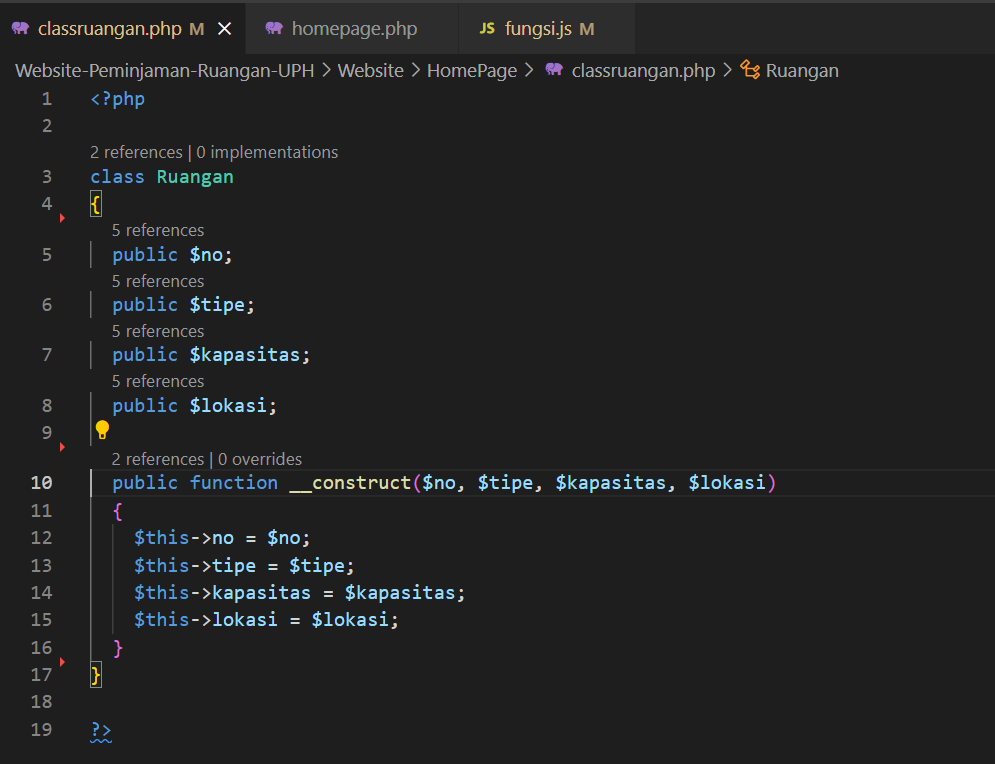 classruangan.php M
homepage.php
JS fungsi.js M
Website-Peminjaman-Ruangan-UPH > Website > HomePage > classruangan.php > Ruangan
1 <?php
2
2 references | 0 implementations
3 class Ruangan
4 {
5 references
5 public $no;
5 references
6 public $tipe;
5 references
7 public $kapasitas;
5 references
8 public $lokasi;
9
2 references | 0 overrides
10 public function __construct($no, $tipe, $kapasitas, $lokasi)
11 {
12 $this->no = $no;
13 $this->tipe = $tipe;
14 $this->kapasitas = $kapasitas;
15 $this->lokasi = $lokasi;
16 }
17 }
18
19 ?>